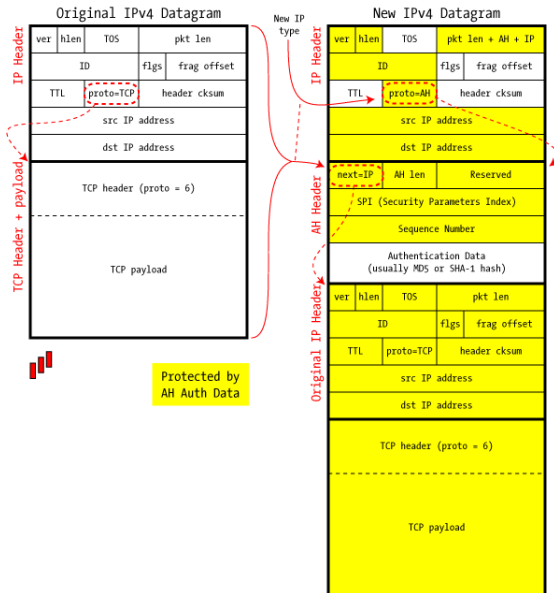 Original IPv4 Datagram
IP Header
ver hlen TOS pkt len
ID flgs frag offset
TTL proto=TCP header cksum
src IP address
dst IP address
TCP Header + payload
TCP header (proto = 6)
TCP payload
Protected by
AH Auth Data
New IP
type
New IPv4 Datagram
IP Header
ver hlen TOS pkt len + AH + IP
ID flgs frag offset
TTL proto=AH header cksum
src IP address
dst IP address
AH Header
next=IP AH len Reserved
SPI (Security Parameters Index)
Sequence Number
Authentication Data
(usually MD5 or SHA-1 hash)
Original IP Header
ver hlen TOS pkt len
ID flgs frag offset
TTL proto=TCP header cksum
src IP address
dst IP address
TCP header (proto = 6)
TCP payload